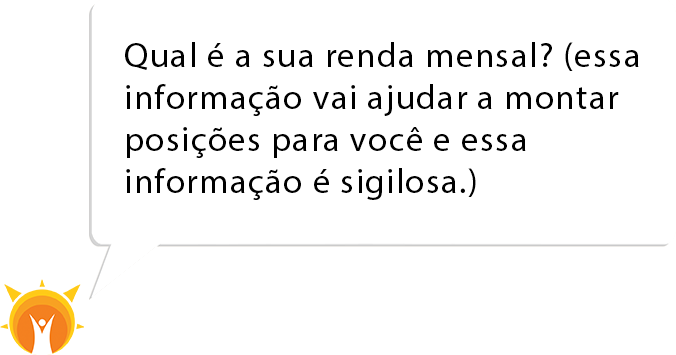 Qual é a sua renda mensal? (essa
informação vai ajudar a montar
posições para você e essa
informação é sigilosa.)